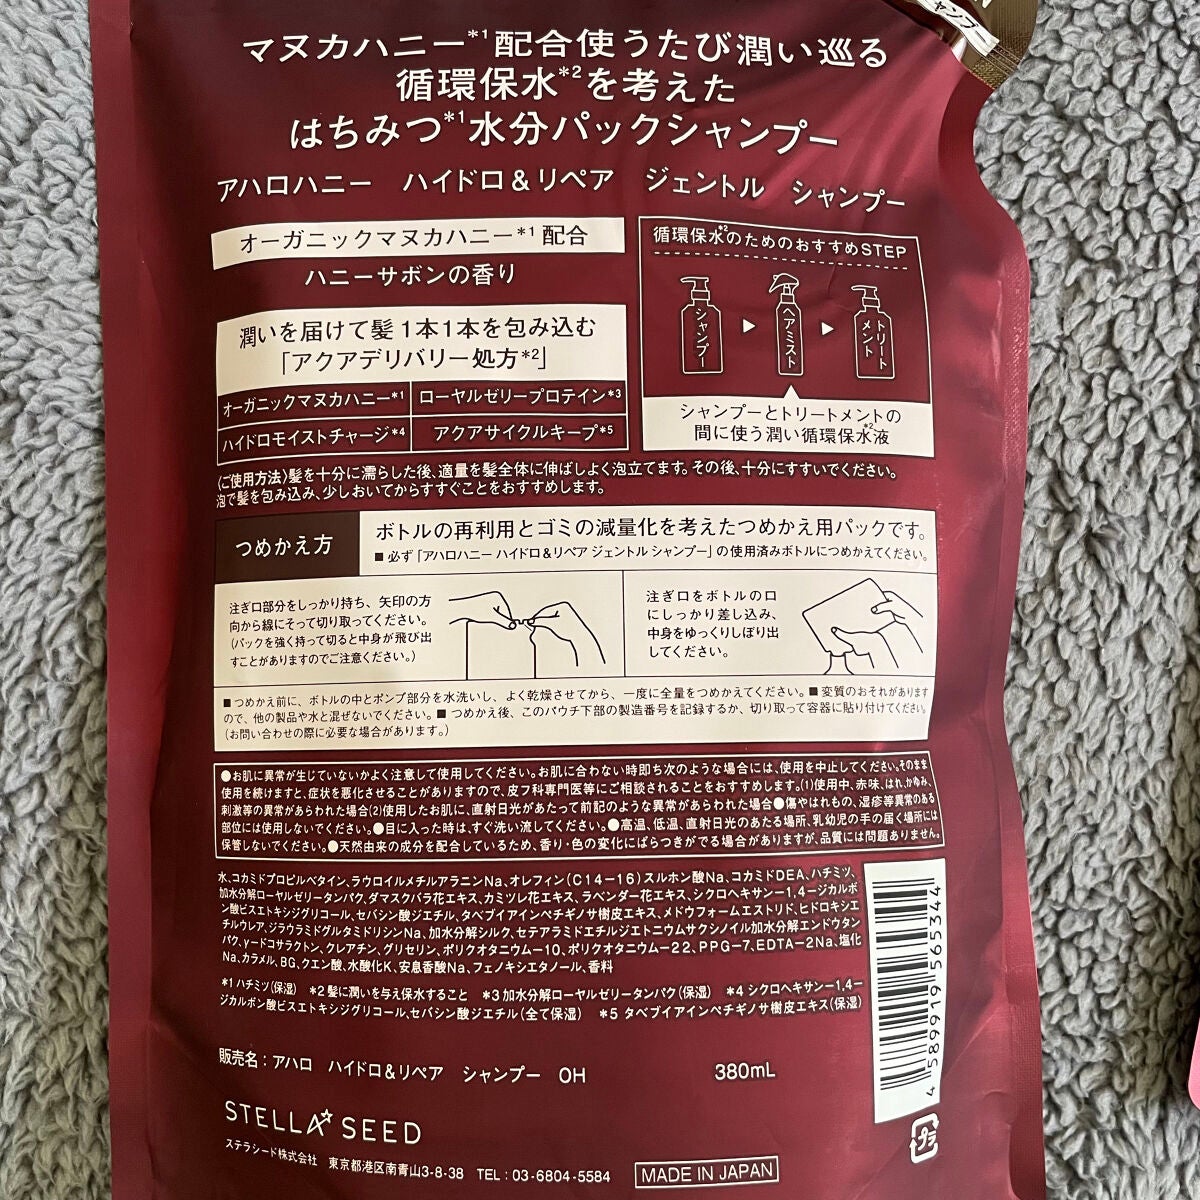 ャンプー
マヌカハニー*1配合使うたび潤い巡る
循環保水*2を考えた
はちみつ*1水分パックシャンプー
アハロハニー　ハイドロ＆リペア　ジェントル　シャンプー
オーガニックマヌカハニー*1 配合
ハニーサボンの香り
潤いを届けて髪1本1本を包み込む
「アクアデリバリー処方*2」
オーガニックマヌカハニー*1
ローヤルゼリープロテイン*3
ハイドロモイストチャージ*4
アクアサイクルキープ*5
循環保水*2のためのおすすめSTEP
シャンプー
ヘアミスト
トリートメント
シャンプーとトリートメントの
間に使う潤い循環保水*2液
〈ご使用方法〉髪を十分に濡らした後、適量を髪全体に伸ばしよく泡立てます。その後、十分にすすいでください。
泡で髪を包み込み、少しおいてからすすぐことをおすすめします。
つめかえ方
ボトルの再利用とゴミの減量化を考えたつめかえ用パックです。
■必ず「アハロハニー ハイドロ＆リペア ジェントル シャンプー」の使用済みボトルにつめかえてください。
注ぎ口部分をしっかり持ち、矢印の方
向から線にそって切り取ってください。
(パックを強く持って切ると中身が飛び出
すことがありますのでご注意ください。)
注ぎ口をボトルの口
にしっかり差し込み、
中身をゆっくりしぼり出
してください。
■つめかえ前に、ボトルの中とポンプ部分を水洗いし、よく乾燥させてから、一度に全量をつめかえてください。■変質のおそれがあります
ので、他の製品や水と混ぜないでください。■つめかえ後、このパウチ下部の製造番号を記録するか、切り取って容器に貼り付けてください。
(お問い合わせの際に必要な場合があります。)
●お肌に異常が生じていないかよく注意して使用してください。お肌に合わない時即ち次のような場合には、使用を中止してください。そのまま
使用を続けますと、症状を悪化させることがありますので、皮フ科専門医等にご相談されることをおすすめします。(1)使用中、赤味、はれ、かゆみ、
刺激等の異常があらわれた場合(2)使用したお肌に、直射日光があたって前記のような異常があらわれた場合●傷やはれもの、湿疹等異常のある
部位には使用しないでください。●目に入った時は、すぐ洗い流してください。●高温、低温、直射日光のあたる場所、乳幼児の手の届く場所には
保管しないでください。●天然由来の成分を配合しているため、香り・色の変化にばらつきがでる場合がありますが、品質には問題ありません。
水、コカミドプロピルベタイン、ラウロイルメチルアラニンNa、オレフィン(C14-16)スルホン酸Na、コカミドDEA、ハチミツ、
加水分解ローヤルゼリータンパク、ダマスクバラ花エキス、カミツレ花エキス、ラベンダー花エキス、シクロヘキサン-1,4-ジカルボ
ン酸ビスエトキシジグリコール、セバシン酸ジエチル、タベブイアインペチギノサ樹皮エキス、メドウフォームエストリド、ヒドロキシエ
チルウレア、ジラウラミドグルタミドリシンNa、加水分解シルク、セテアラミドエチルジエトニウムサクシノイル加水分解エンドウタン
パク、γ-ドコサラクトン、クレアチン、グリセリン、ポリクオタニウム-10、ポリクオタニウム-22、PPG-7、EDTA-2Na、塩化
Na、カラメル、BG、クエン酸、水酸化K、安息香酸Na、フェノキシエタノール、香料
*1 ハチミツ(保湿)　*2 髪に潤いを与え保水すること　*3 加水分解ローヤルゼリータンパク(保湿)　*4 シクロヘキサン-1,4-
ジカルボン酸ビスエトキシジグリコール、セバシン酸ジエチル(全て保湿)　*5 タベブイアインペチギノサ樹皮エキス(保湿)
4 589919 565344
販売名：アハロ　ハイドロ＆リペア　シャンプー　OH
380mL
プラ
STELLA SEED
ステラシード株式会社　東京都港区南青山3-8-38　TEL：03-6804-5584
MADE IN JAPAN